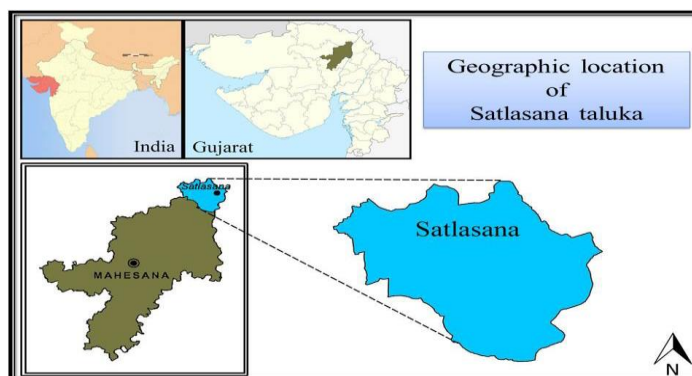 India
Gujarat
Geographic location
of
Satlasana taluka
Satlasana
MAHESANA
Satlasana
N